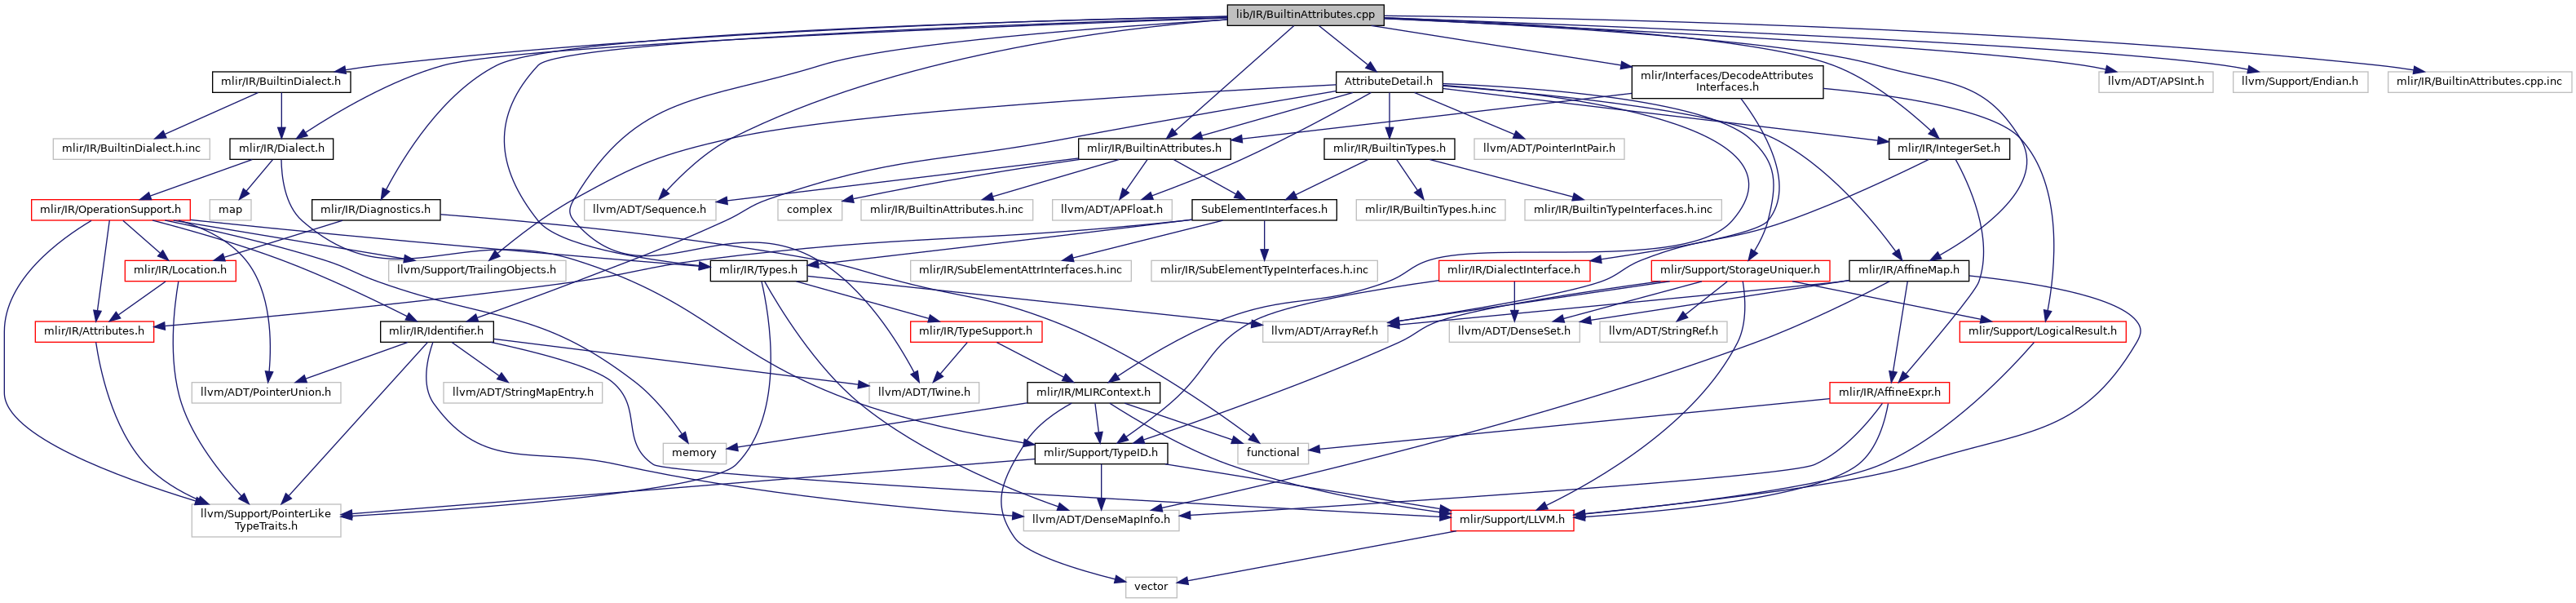 lib/IR/BuiltinAttributes.cpp
mlir/IR/BuiltinDialect.h
AttributeDetail.h
mlir/Interfaces/DecodeAttributes
Interfaces.h
llvm/ADT/APSInt.h
llvm/Support/Endian.h
mlir/IR/BuiltinAttributes.cpp.inc
mlir/IR/BuiltinDialect.h.inc
mlir/IR/Dialect.h
mlir/IR/BuiltinAttributes.h
mlir/IR/BuiltinTypes.h
llvm/ADT/PointerIntPair.h
mlir/IR/IntegerSet.h
mlir/IR/OperationSupport.h
map
mlir/IR/Diagnostics.h
llvm/ADT/Sequence.h
complex
mlir/IR/BuiltinAttributes.h.inc
llvm/ADT/APFloat.h
SubElementInterfaces.h
mlir/IR/BuiltinTypes.h.inc
mlir/IR/BuiltinTypeInterfaces.h.inc
mlir/IR/Location.h
llvm/Support/TrailingObjects.h
mlir/IR/Types.h
mlir/IR/SubElementAttrInterfaces.h.inc
mlir/IR/SubElementTypeInterfaces.h.inc
mlir/IR/DialectInterface.h
mlir/Support/StorageUniquer.h
mlir/IR/AffineMap.h
mlir/IR/Attributes.h
mlir/IR/Identifier.h
mlir/IR/TypeSupport.h
llvm/ADT/ArrayRef.h
llvm/ADT/DenseSet.h
llvm/ADT/StringRef.h
mlir/Support/LogicalResult.h
llvm/ADT/PointerUnion.h
llvm/ADT/StringMapEntry.h
llvm/ADT/Twine.h
mlir/IR/MLIRContext.h
mlir/IR/AffineExpr.h
memory
mlir/Support/TypeID.h
functional
llvm/Support/PointerLike
TypeTraits.h
llvm/ADT/DenseMapInfo.h
mlir/Support/LLVM.h
vector